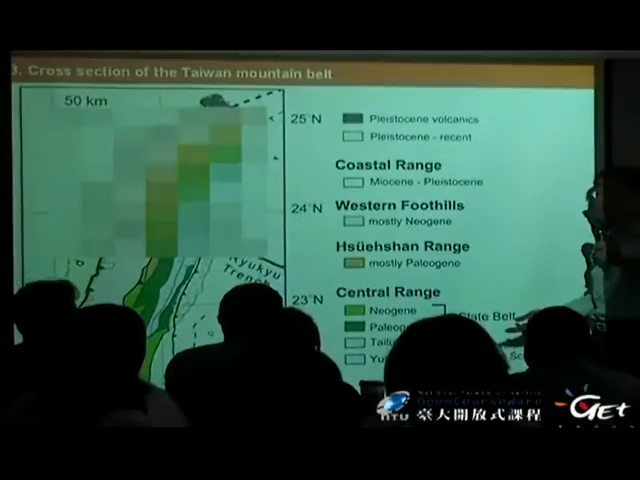 3. Cross section of the Taiwan mountain belt
50 km
25°N
24°N
23°N
Ryukyu
Trench
Pleistocene volcanics
Pleistocene - recent
Coastal Range
Miocene - Pleistocene
Western Foothills
mostly Neogene
Hsüehshan Range
mostly Paleogene
Central Range
Neogene
Slate Belt
OpenCourseware
NTU 臺大開放式課程
GET